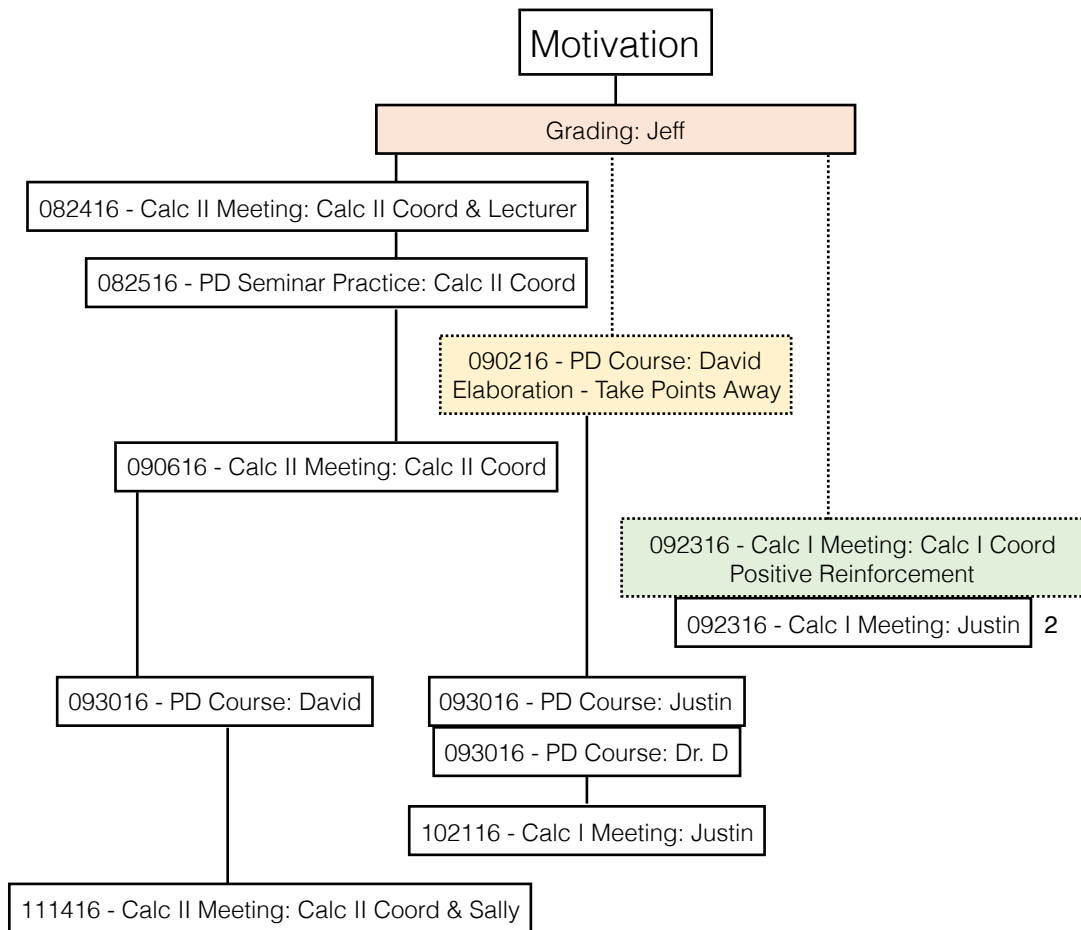 Motivation
Grading: Jeff
082416 - Calc II Meeting: Calc II Coord & Lecturer
082516 - PD Seminar Practice: Calc II Coord
090216 - PD Course: David
Elaboration - Take Points Away
090616 - Calc II Meeting: Calc II Coord
092316 - Calc I Meeting: Calc I Coord
Positive Reinforcement
092316 - Calc I Meeting: Justin 2
093016 - PD Course: David
093016 - PD Course: Justin
093016 - PD Course: Dr. D
102116 - Calc I Meeting: Justin
111416 - Calc II Meeting: Calc II Coord & Sally